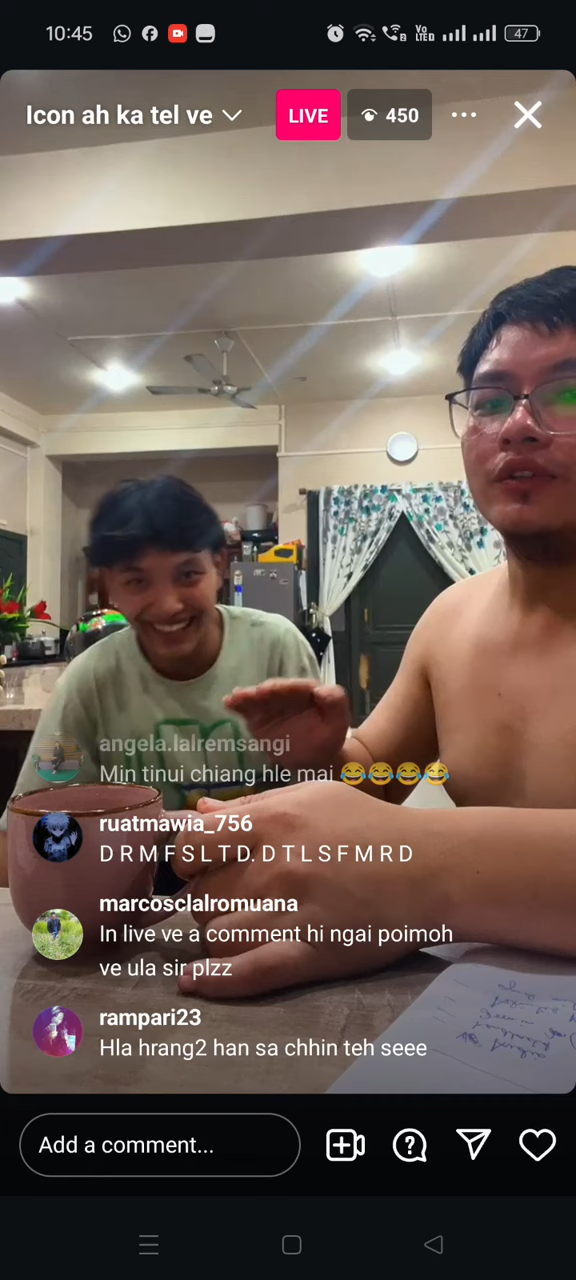 10:45
Vo
LTED
47
Icon ah ka tel ve
LIVE
450
angela.lalremsangi
Min tinui chiang hle mai 😂😂😂😂
ruatmawia_756
D R M F S L T D. D T L S F M R D
marcosclalromuana
In live ve a comment hi ngai poimoh
ve ula sir plzz
rampari23
Hla hrang2 han sa chhin teh seee
Add a comment...